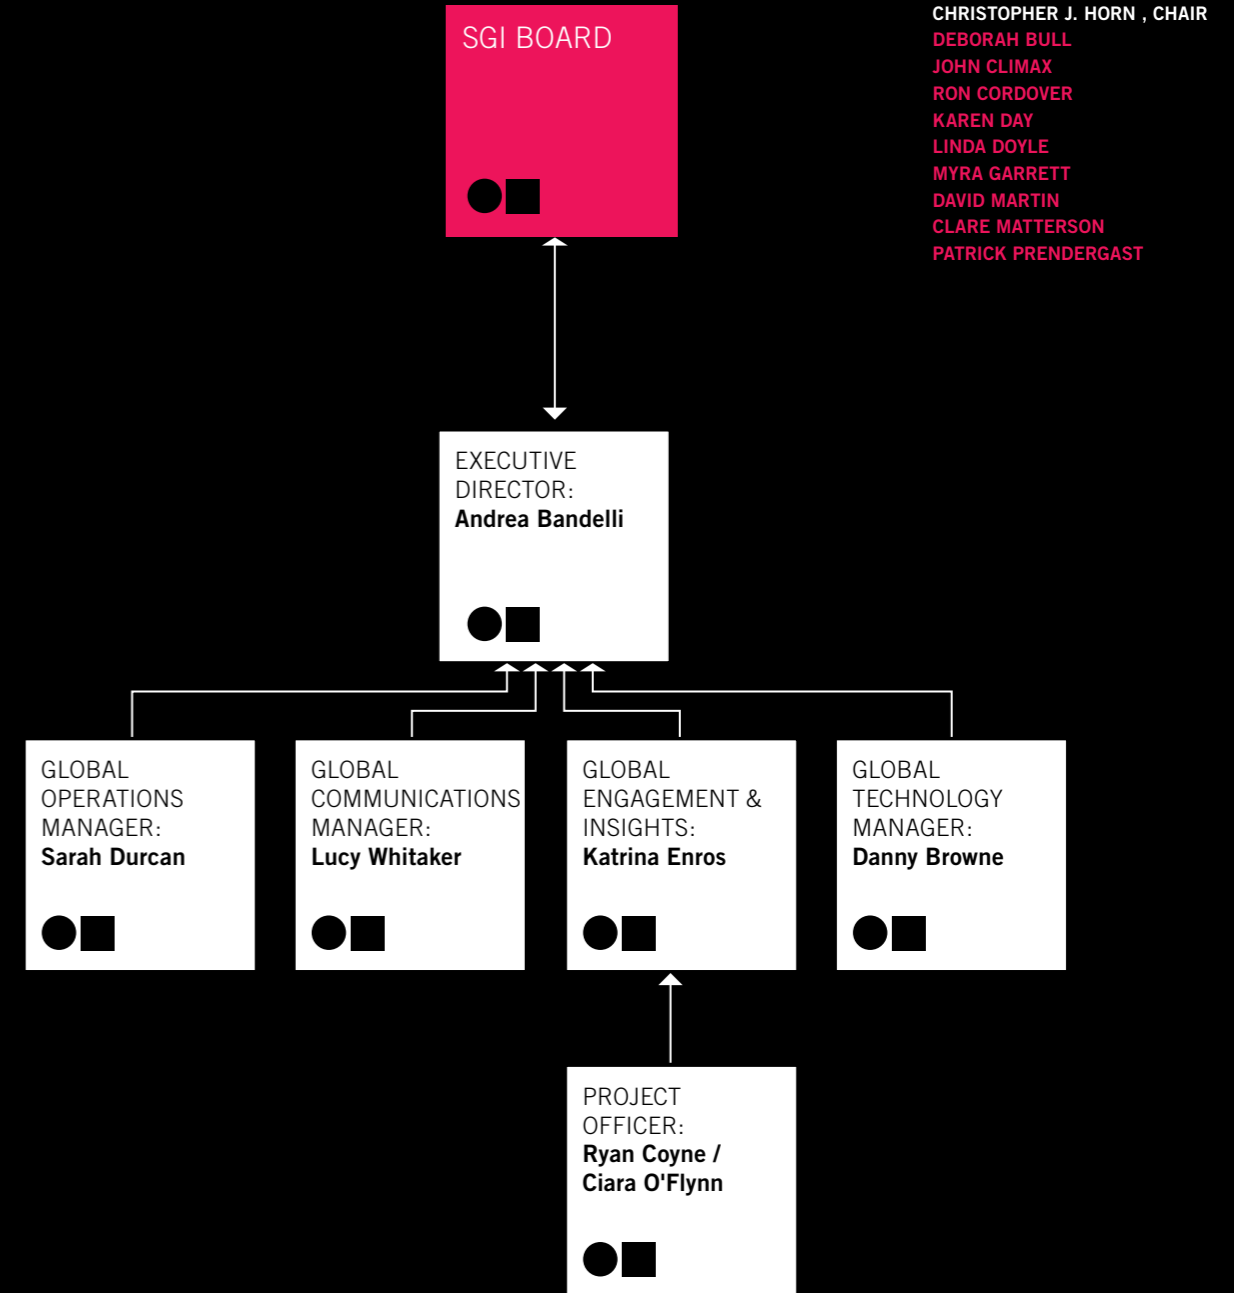 SGI BOARD
CHRISTOPHER J. HORN , CHAIR
DEBORAH BULL
JOHN CLIMAX
RON CORDOVER
KAREN DAY
LINDA DOYLE
MYRA GARRETT
DAVID MARTIN
CLARE MATTERSON
PATRICK PRENDERGAST
EXECUTIVE
DIRECTOR:
Andrea Bandelli
GLOBAL
OPERATIONS
MANAGER:
Sarah Durcan
GLOBAL
COMMUNICATIONS
MANAGER:
Lucy Whitaker
GLOBAL
ENGAGEMENT &
INSIGHTS:
Katrina Enros
GLOBAL
TECHNOLOGY
MANAGER:
Danny Browne
PROJECT
OFFICER:
Ryan Coyne /
Ciara O'Flynn